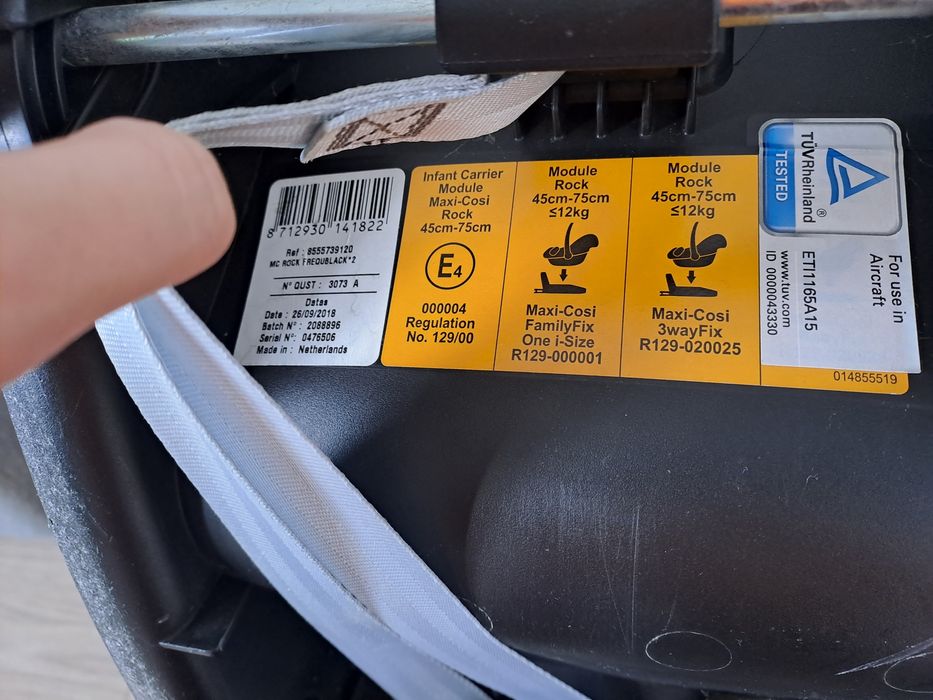 8 712930 141822
Ref : 8555739120
MC ROCK FREQUBLACK*2
N° QUST : 3073 A
Datas
Date : 26/09/2018
Batch N° : 2088896
Serial N° : 0476506
Made in : Netherlands
Infant Carrier
Module
Maxi-Cosi
Rock
45cm-75cm
E4
000004
Regulation
No. 129/00
Module
Rock
45cm-75cm
≤12kg
Maxi-Cosi
FamilyFix
One i-Size
R129-000001
Module
Rock
45cm-75cm
≤12kg
Maxi-Cosi
3wayFix
R129-020025
TÜVRheinland®
TESTED
For use in
Aircraft
ETI1165A15
www.tuv.com
ID 0000043330
014855519